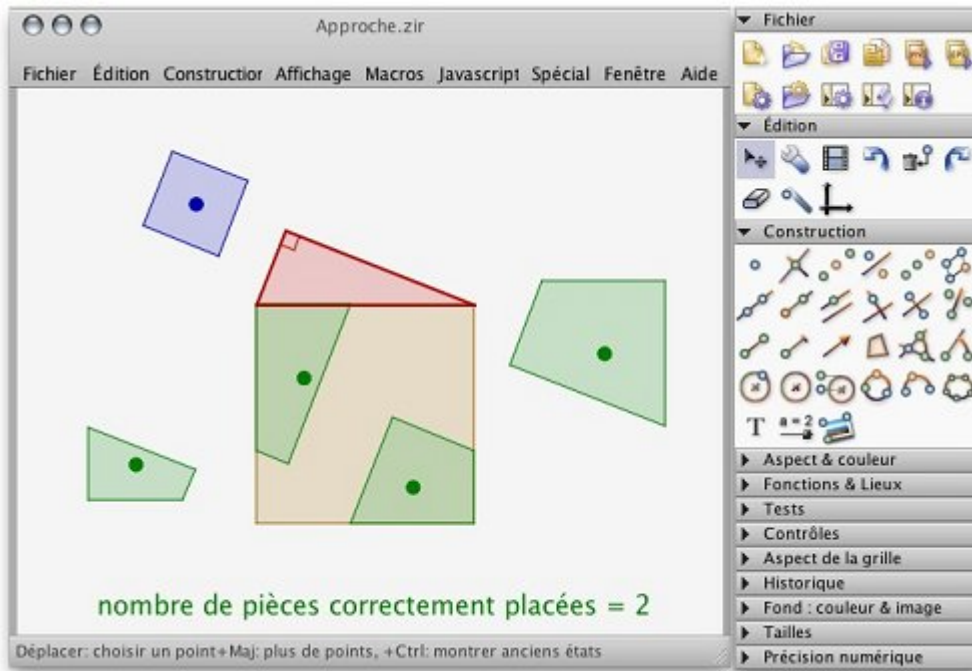 Approche.zir
Fichier Édition Construction Affichage Macros Javascript Spécial Fenêtre Aide
nombre de pièces correctement placées = 2
Déplacer: choisir un point+Maj: plus de points, +Ctrl: montrer anciens états
Fichier
Édition
Construction
T a = 2
Aspect & couleur
Fonctions & Lieux
Tests
Contrôles
Aspect de la grille
Historique
Fond : couleur & image
Tailles
Précision numérique